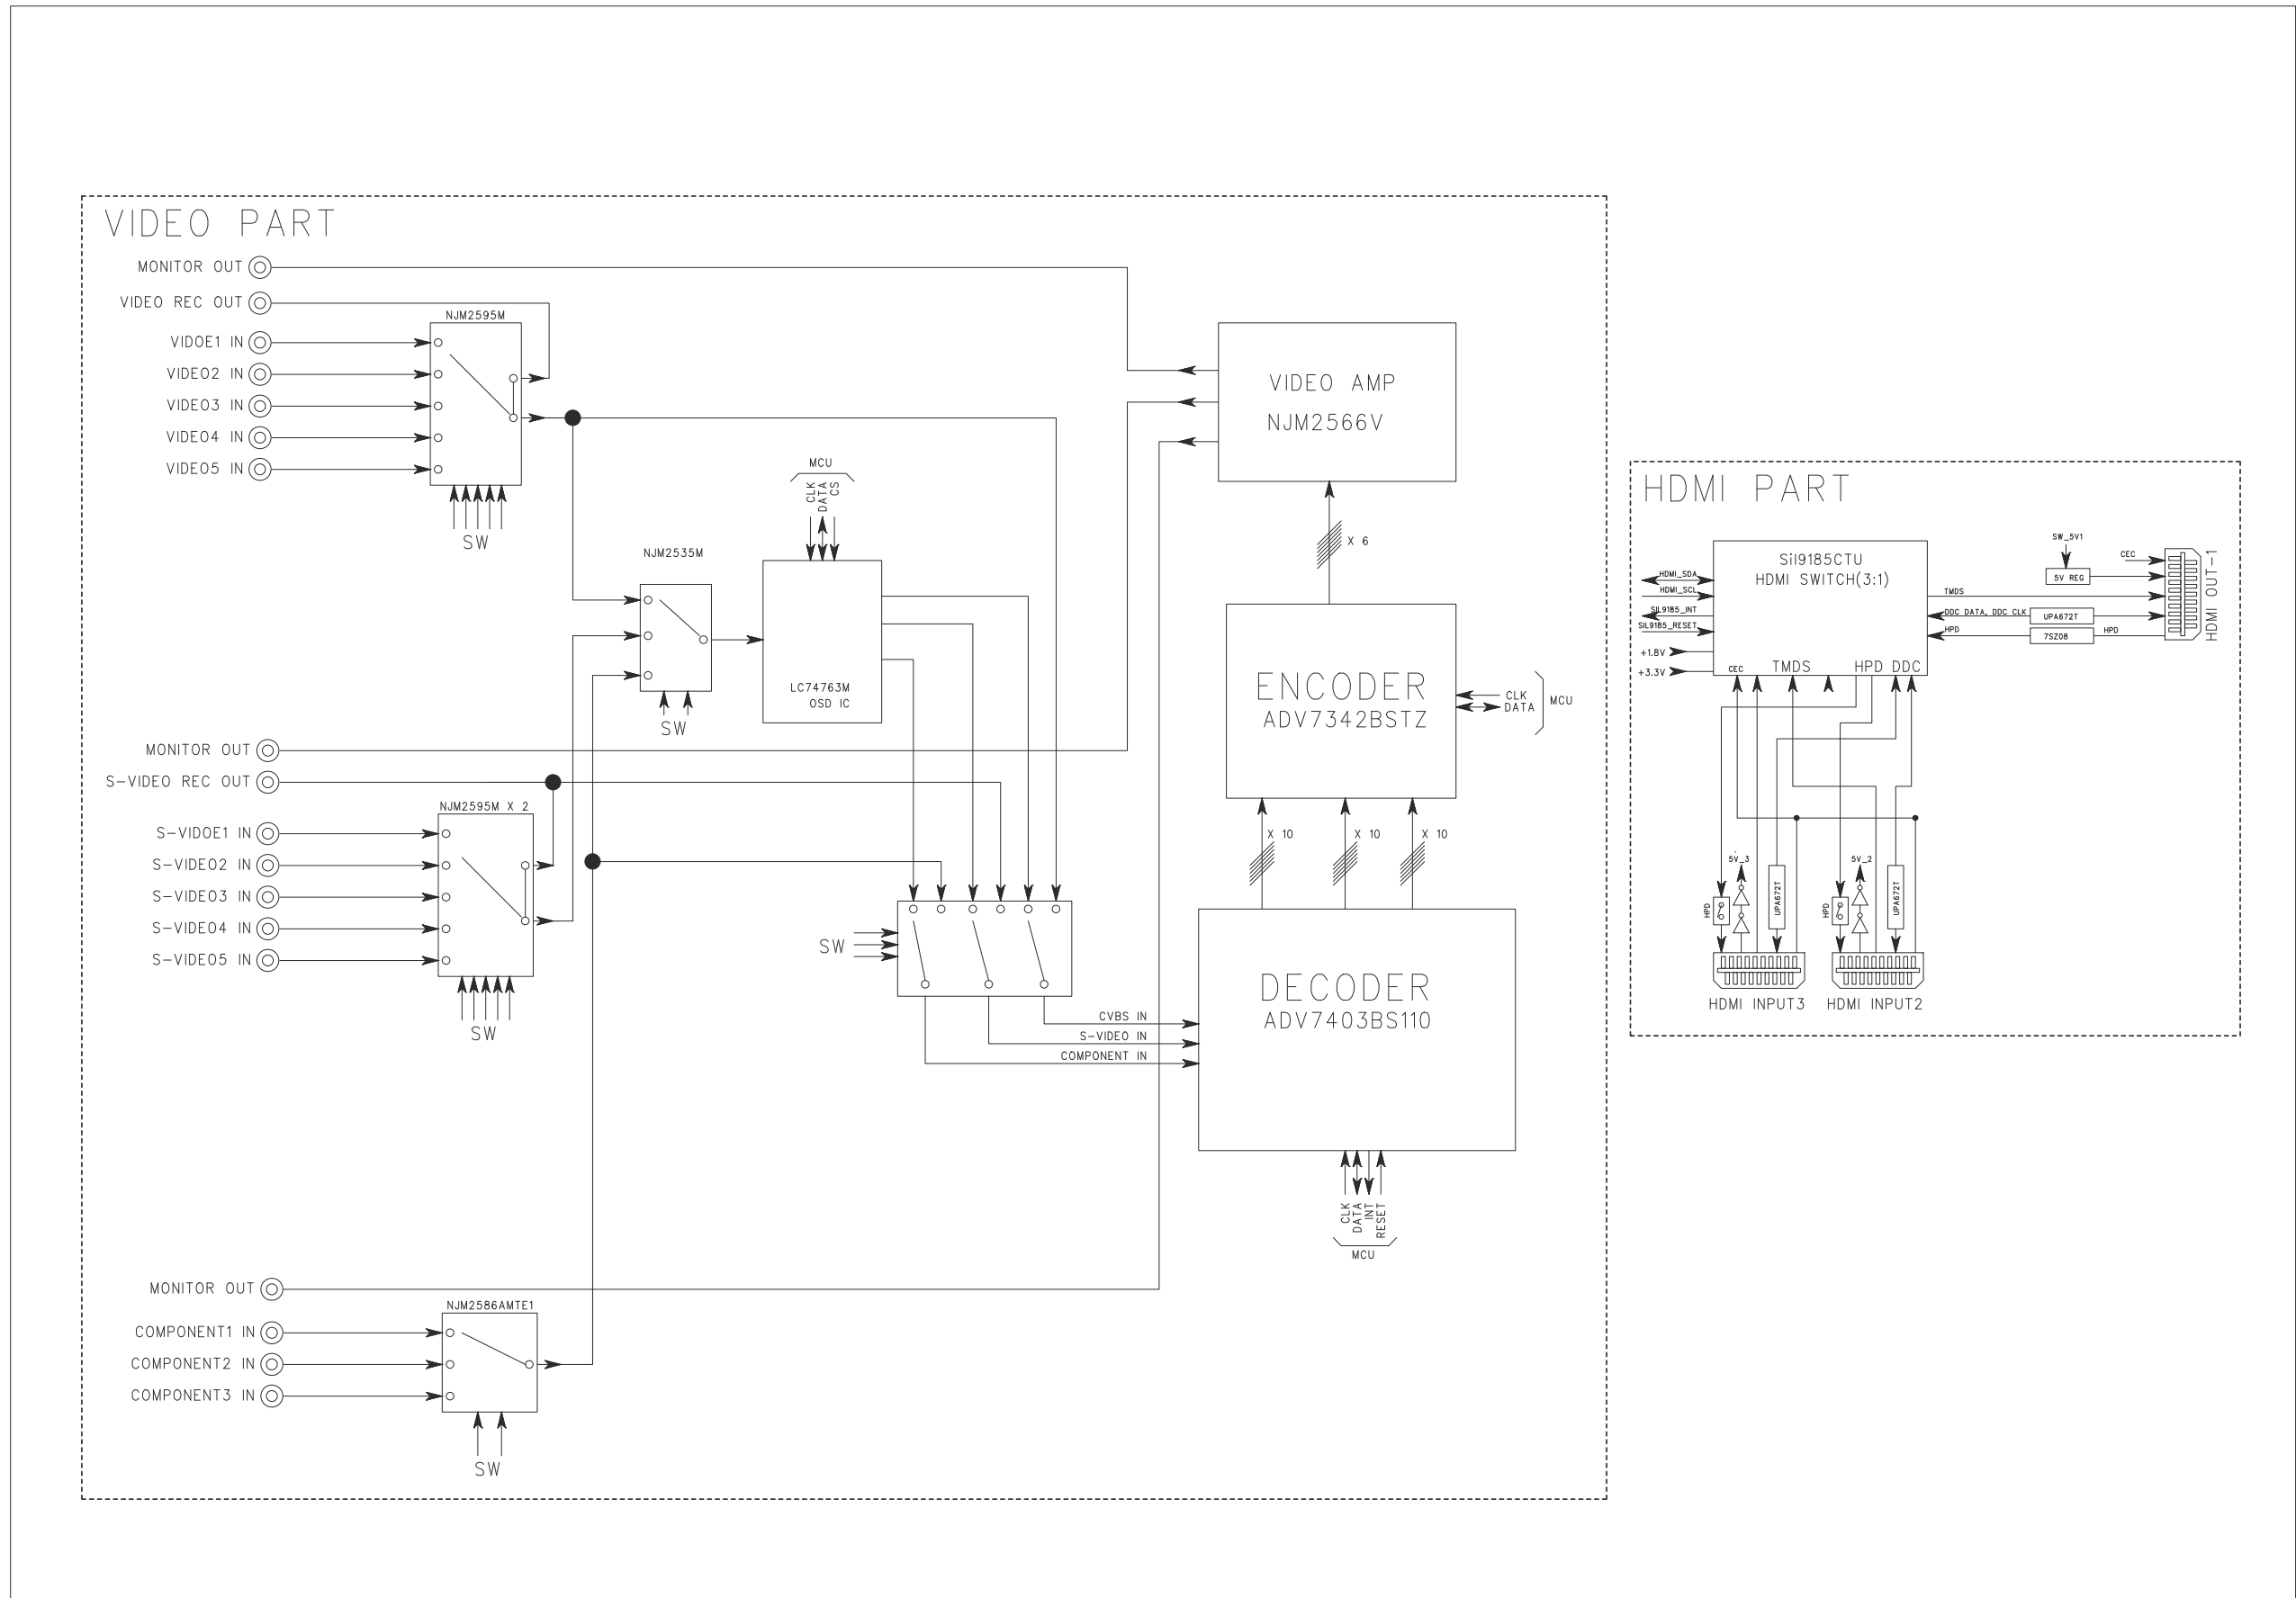 VIDEO PART
MONITOR OUT
VIDEO REC OUT
NJM2595M
VIDOE1 IN
VIDEO2 IN
VIDEO3 IN
VIDEO4 IN
VIDEO5 IN
SW
NJM2535M
SW
MCU
CLK
DATA
CS
LC74763M
OSD IC
MONITOR OUT
S-VIDEO REC OUT
NJM2595M X 2
S-VIDOE1 IN
S-VIDEO2 IN
S-VIDEO3 IN
S-VIDEO4 IN
S-VIDEO5 IN
SW
SW
CVBS IN
S-VIDEO IN
COMPONENT IN
MONITOR OUT
NJM2586AMTE1
COMPONENT1 IN
COMPONENT2 IN
COMPONENT3 IN
SW
VIDEO AMP
NJM2566V
X 6
ENCODER
ADV7342BSTZ
CLK
DATA
MCU
X 10
X 10
X 10
DECODER
ADV7403BS110
CLK
DATA
INT
RESET
MCU
HDMI PART
Sil9185CTU
HDMI SWITCH(3:1)
HDMI_SDA
HDMI_SCL
SIL9185_INT
SIL9185_RESET
+1.8V
+3.3V
CEC
TMDS
HPD DDC
SW_5V1
5V REG
CEC
TMDS
DDC DATA, DDC CLK
UPA672T
HPD
7SZ08
HPD
HDMI OUT-1
5V_3
HPD
UPA672T
5V_2
HPD
UPA672T
HDMI INPUT3
HDMI INPUT2